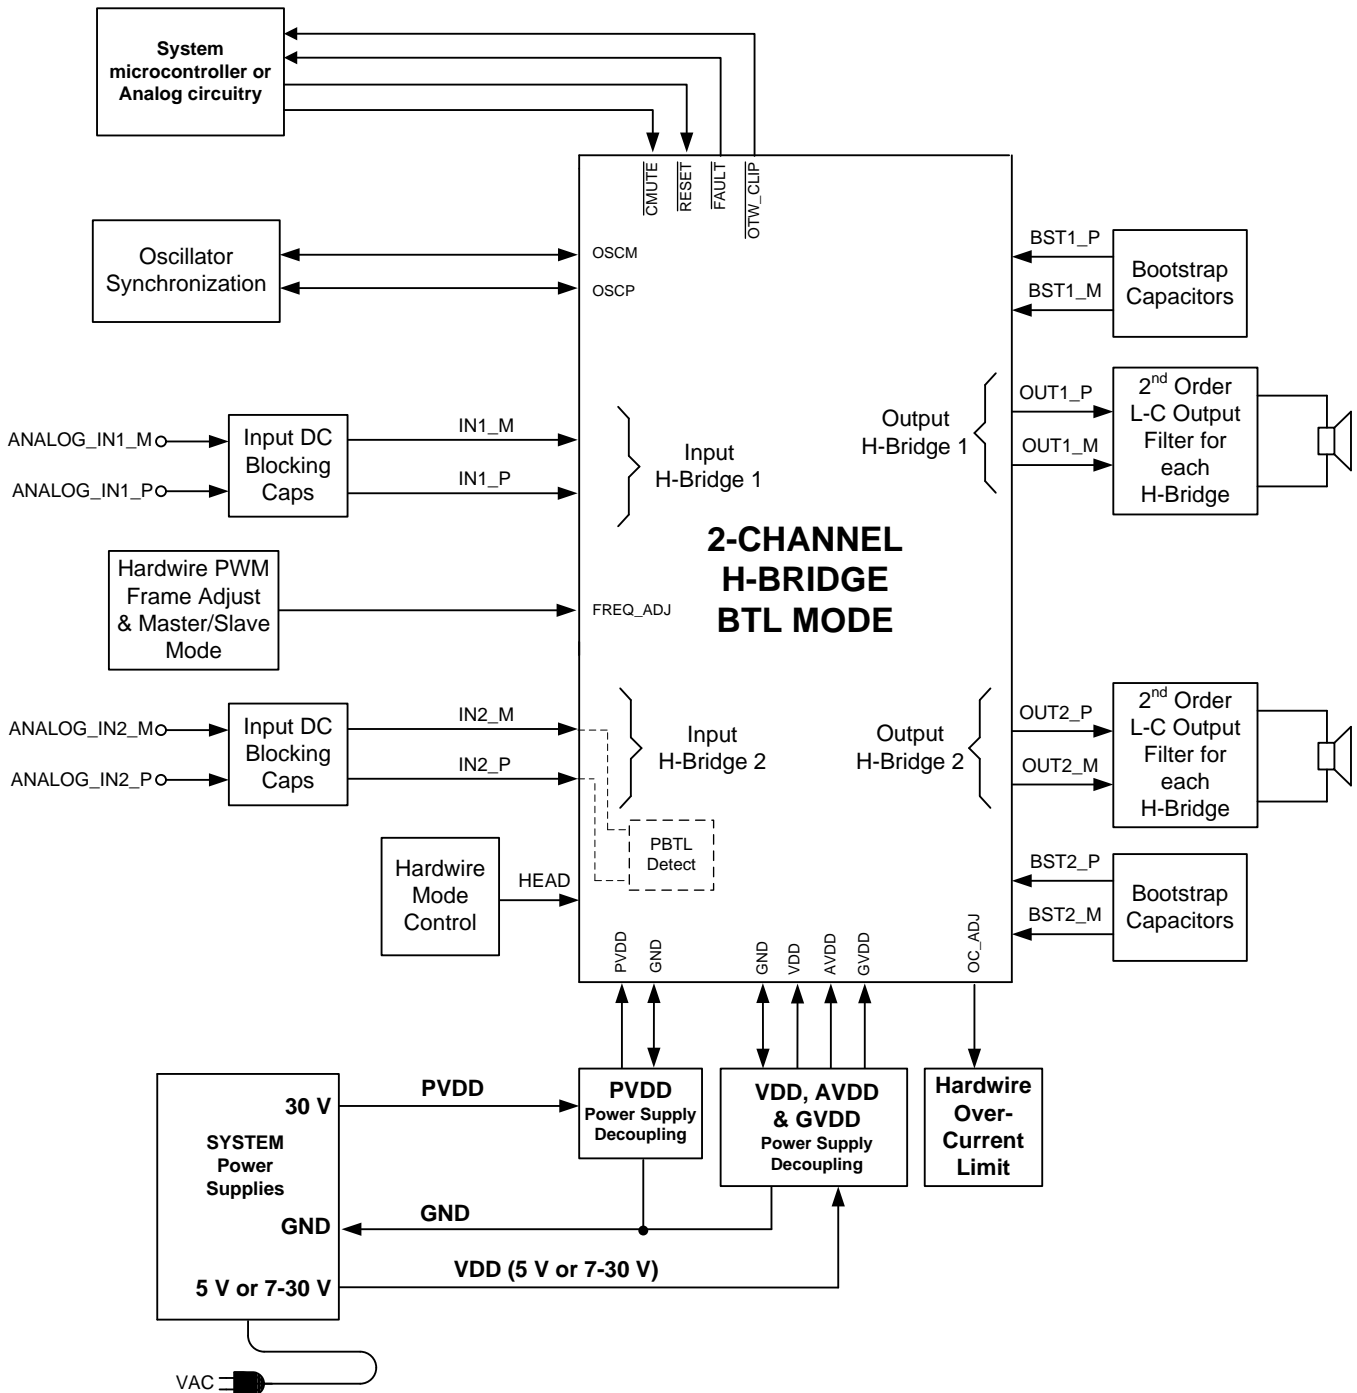 System
microcontroller or
Analog circuitry
CMUTE
RESET
FAULT
OTW_CLIP
Oscillator
Synchronization
OSCM
OSCP
BST1_P
BST1_M
Bootstrap
Capacitors
ANALOG_IN1_M
ANALOG_IN1_P
Input DC
Blocking
Caps
IN1_M
IN1_P
Input
H-Bridge 1
Output
H-Bridge 1
OUT1_P
OUT1_M
2nd Order
L-C Output
Filter for
each
H-Bridge
2-CHANNEL
H-BRIDGE
BTL MODE
Hardwire PWM
Frame Adjust
& Master/Slave
Mode
FREQ_ADJ
ANALOG_IN2_M
ANALOG_IN2_P
Input DC
Blocking
Caps
IN2_M
IN2_P
Input
H-Bridge 2
Output
H-Bridge 2
OUT2_P
OUT2_M
2nd Order
L-C Output
Filter for
each
H-Bridge
PBTL
Detect
Hardwire
Mode
Control
HEAD
BST2_P
BST2_M
Bootstrap
Capacitors
PVDD
GND
GND
VDD
AVDD
GVDD
OC_ADJ
PVDD
Power Supply
Decoupling
VDD, AVDD
& GVDD
Power Supply
Decoupling
Hardwire
Over-
Current
Limit
30 V
SYSTEM
Power
Supplies
GND
5 V or 7-30 V
PVDD
GND
VDD (5 V or 7-30 V)
VAC